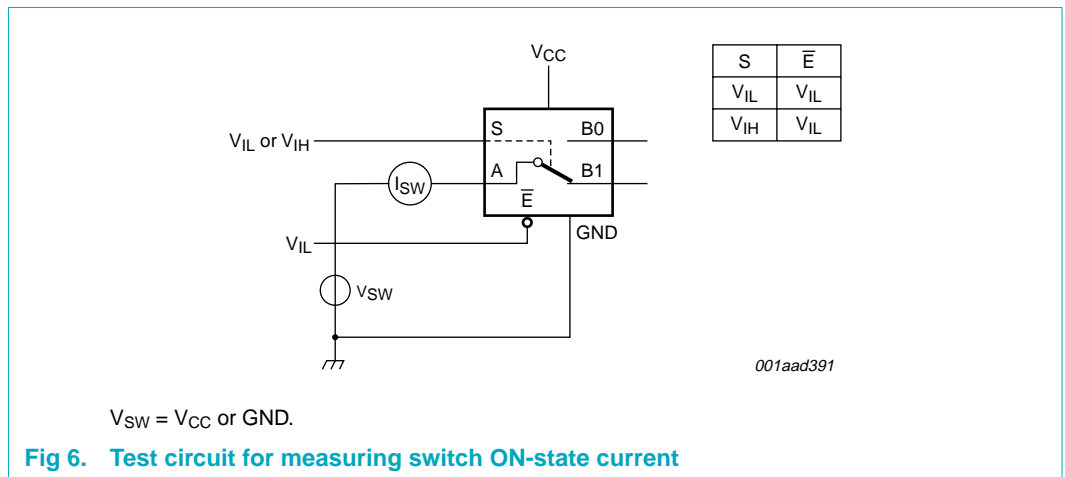 VCC
S E̅
VIL VIL
VIH VIL
VIL or VIH
S B0
A B1
ISW
E̅
GND
VIL
VSW
001aad391
VSW = VCC or GND.
Fig 6. Test circuit for measuring switch ON-state current